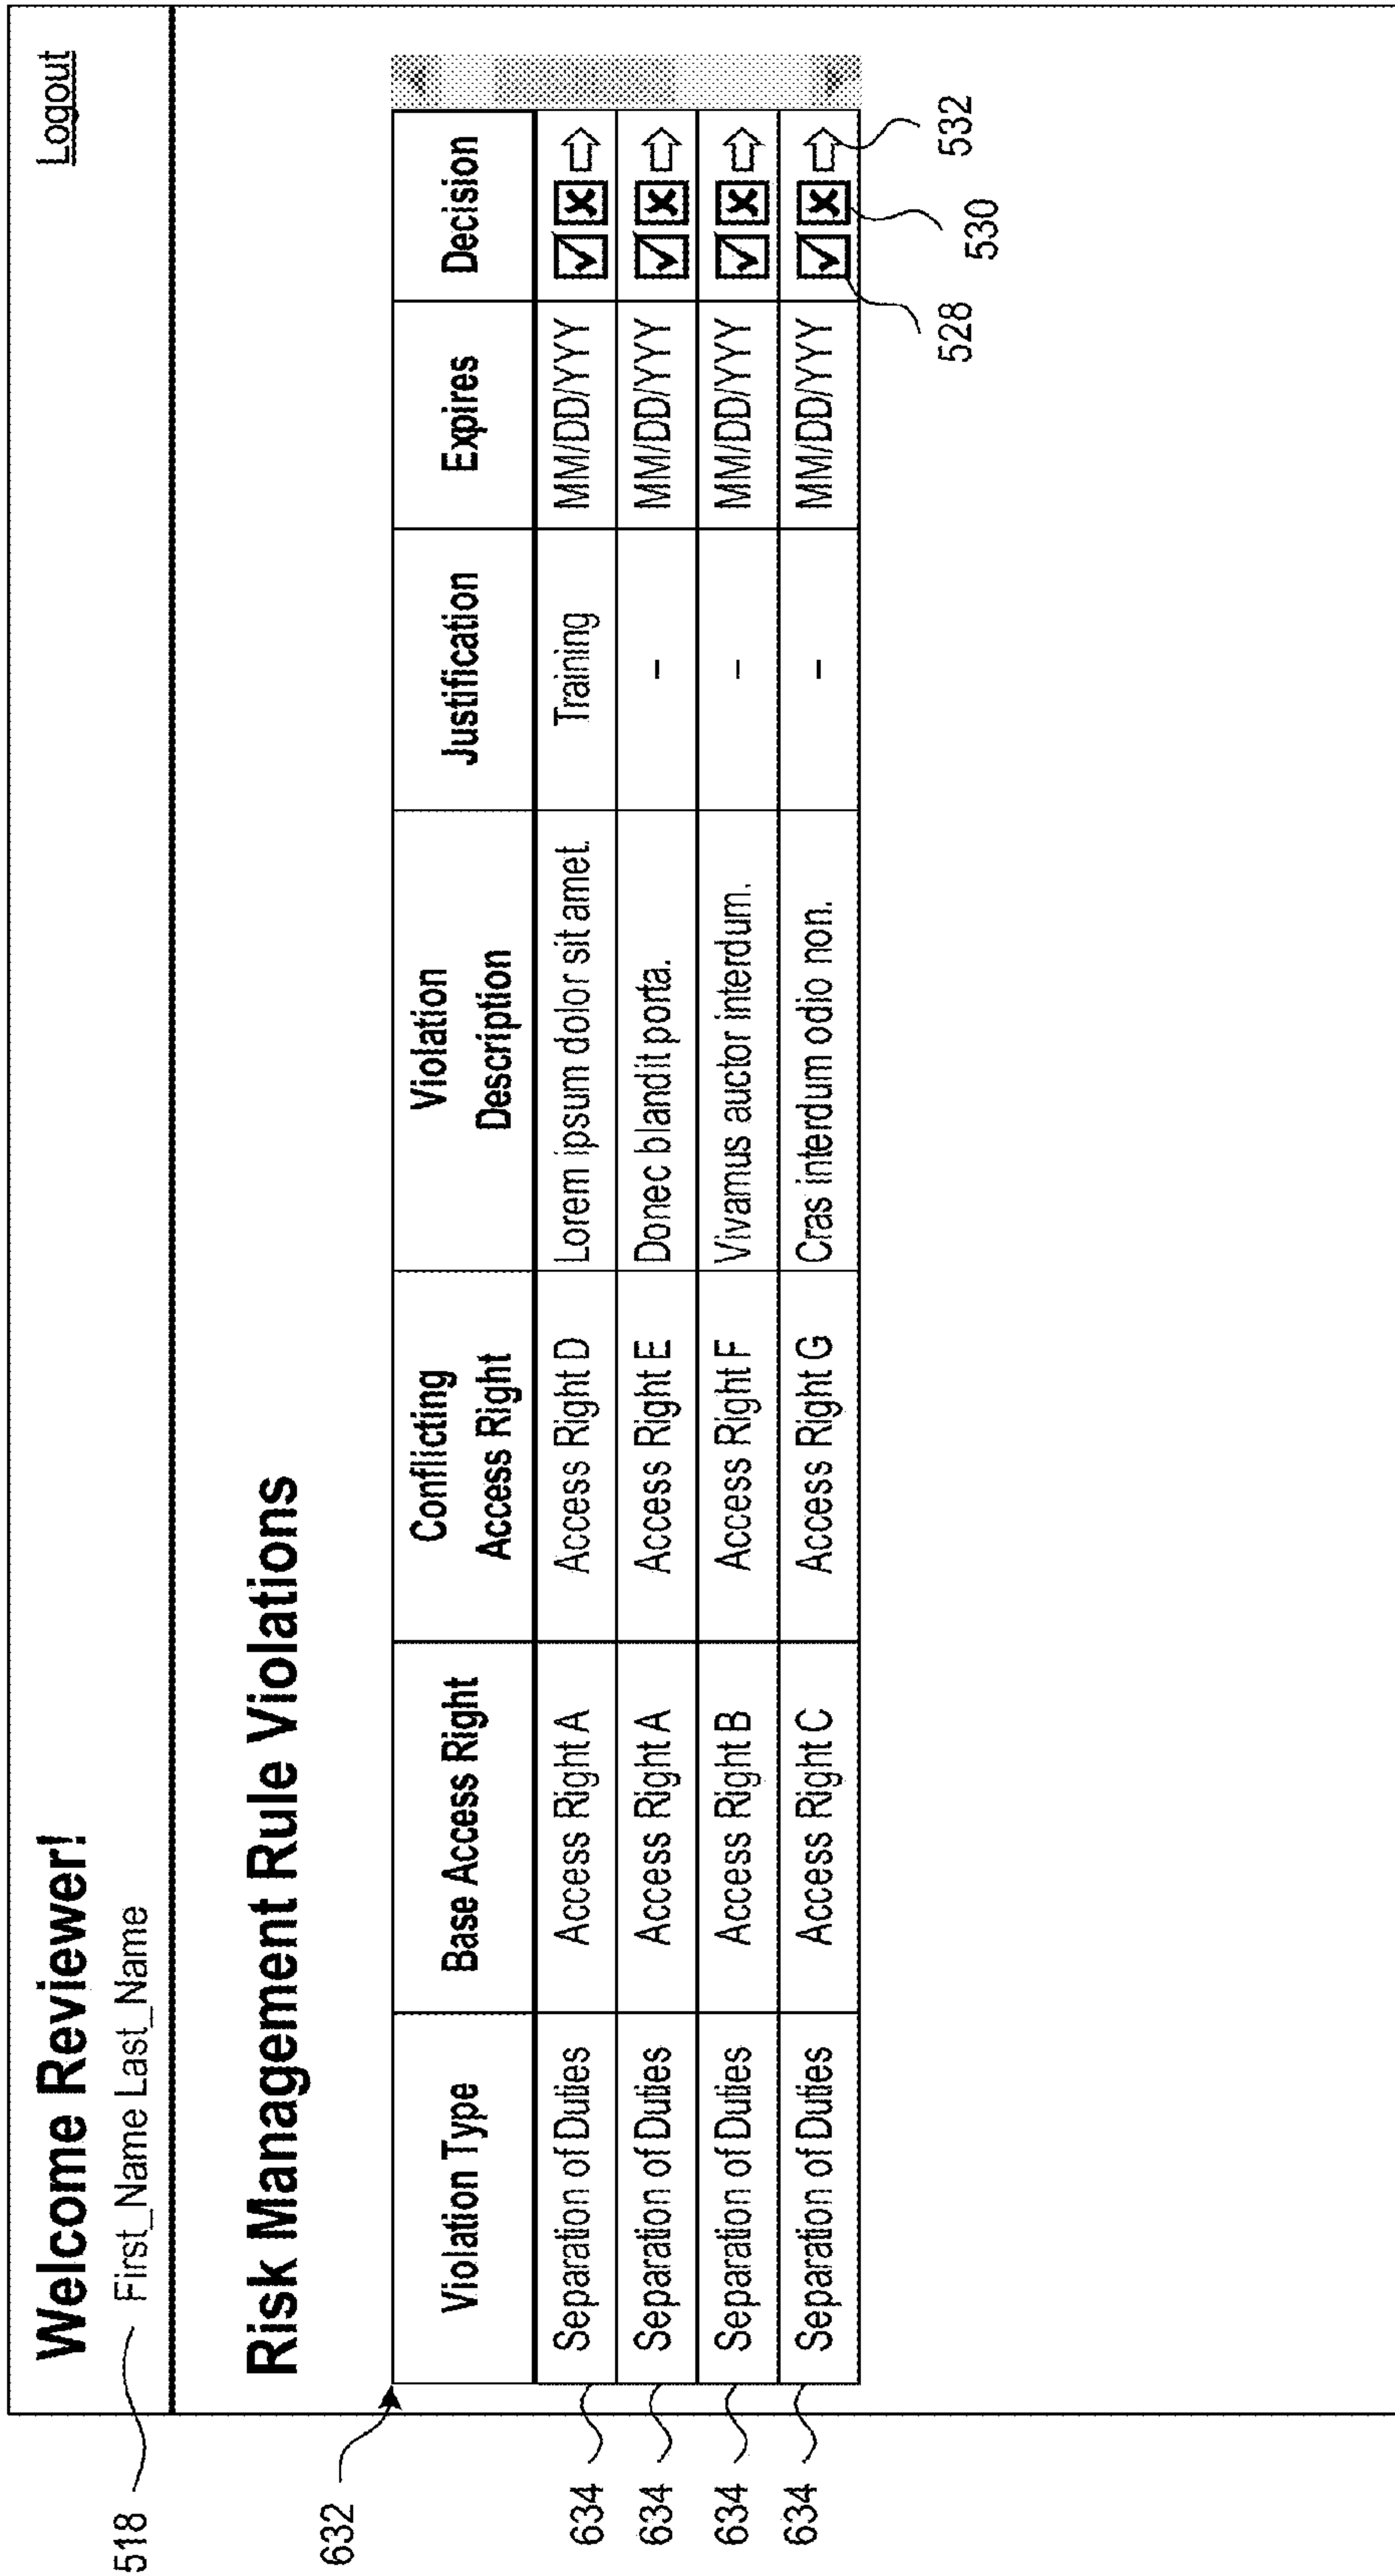 Welcome Reviewer!
Logout
518
First_Name Last_Name
Risk Management Rule Violations
632
Violation Type
Base Access Right
Conflicting
Access Right
Violation
Description
Justification
Expires
Decision
634 Separation of Duties Access Right A Access Right D Lorem ipsum dolor sit amet. Training MM/DD/YYY
634 Separation of Duties Access Right A Access Right E Donec blandit porta. - MM/DD/YYY
634 Separation of Duties Access Right B Access Right F Vivamus auctor interdum. - MM/DD/YYY
634 Separation of Duties Access Right C Access Right G Cras interdum odio non. - MM/DD/YYY
528
530
532